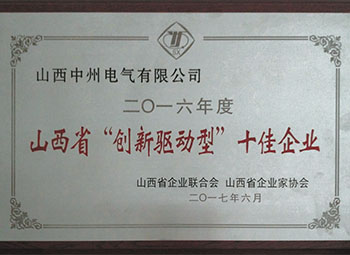 山西中州电气有限公司
二〇一六年度
山西省“创新驱动型”十佳企业
山西省企业联合会 山西省企业家协会
二〇一七年六月